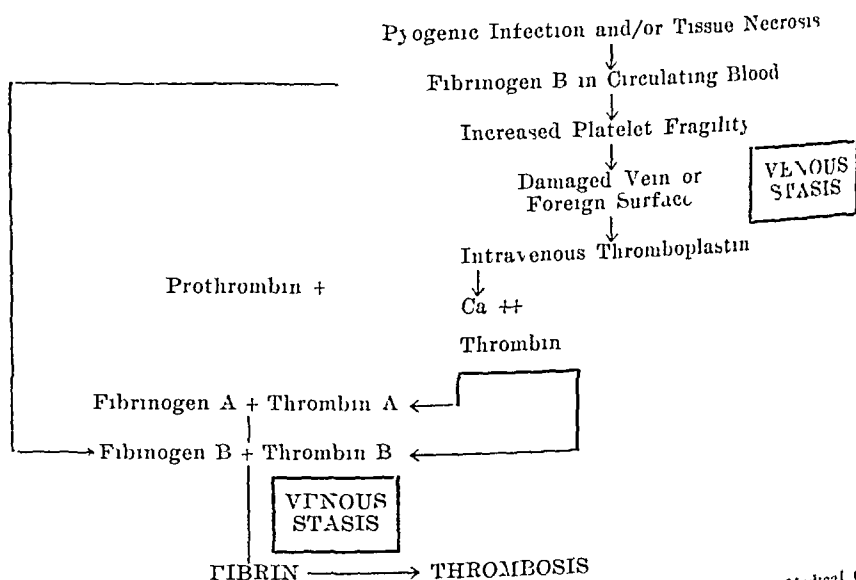 Pyogenic Infection and/or Tissue Necrosis
Fibrinogen B in Circulating Blood
Increased Platelet Fragility
Damaged Vein or
Foreign Surface
VENOUS
STASIS
Intravenous Thromboplastin
Prothrombin +
Ca ++
Thrombin
Fibrinogen A + Thrombin A
Fibinogen B + Thrombin B
VENOUS
STASIS
FIBRIN THROMBOSIS